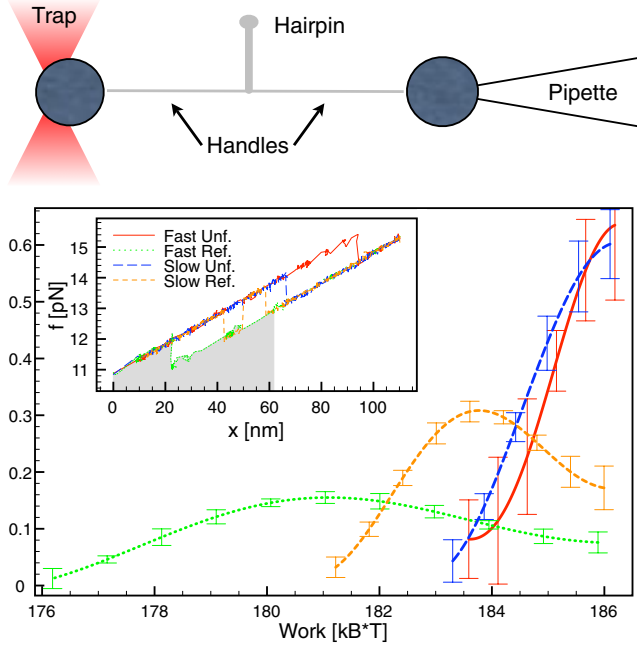 Trap
Hairpin
Pipette
Handles
0.6
0.5
0.4
0.3
0.2
0.1
0
Fast Unf.
Fast Ref.
Slow Unf.
Slow Ref.
f [pN]
15
14
13
12
11
0 20 40 60 80 100
x [nm]
176 178 180 182 184 186
Work [kB*T]